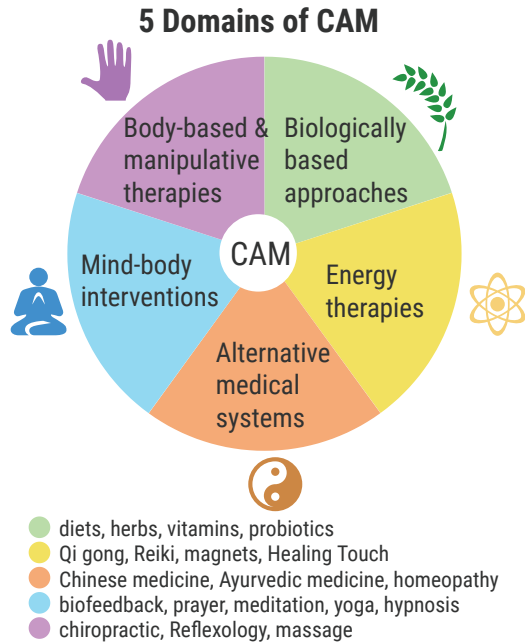 5 Domains of CAM
Body-based &
manipulative
therapies
Biologically
based
approaches
Mind-body
interventions
CAM
Energy
therapies
Alternative
medical
systems
diets, herbs, vitamins, probiotics
Qi gong, Reiki, magnets, Healing Touch
Chinese medicine, Ayurvedic medicine, homeopathy
biofeedback, prayer, meditation, yoga, hypnosis
chiropractic, Reflexology, massage